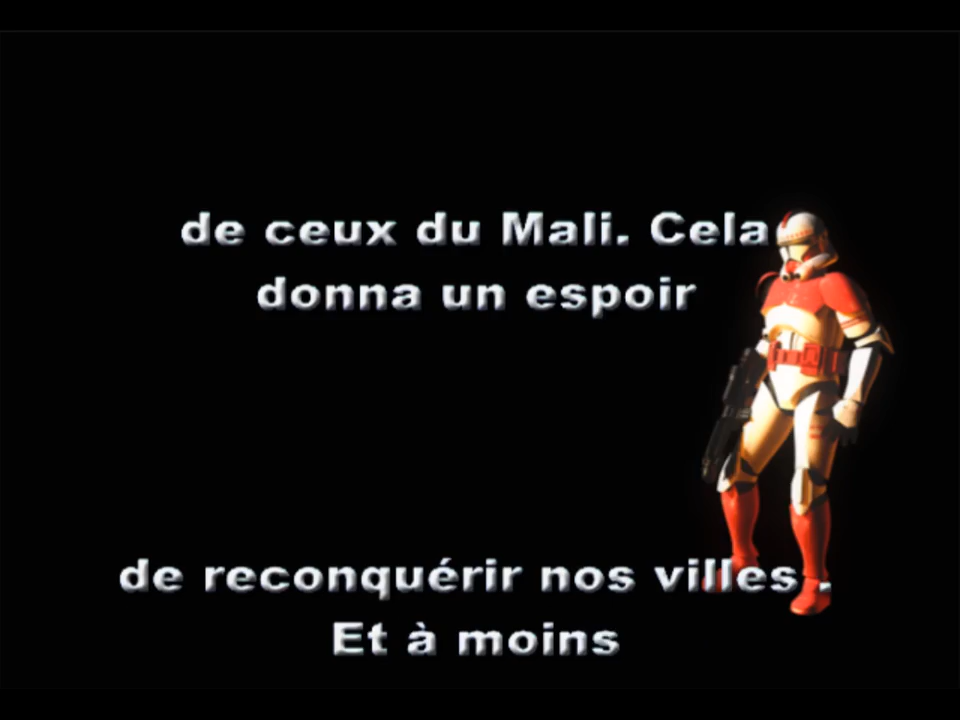 de ceux du Mali. Cela
donna un espoir
de reconquérir nos villes .
Et à moins